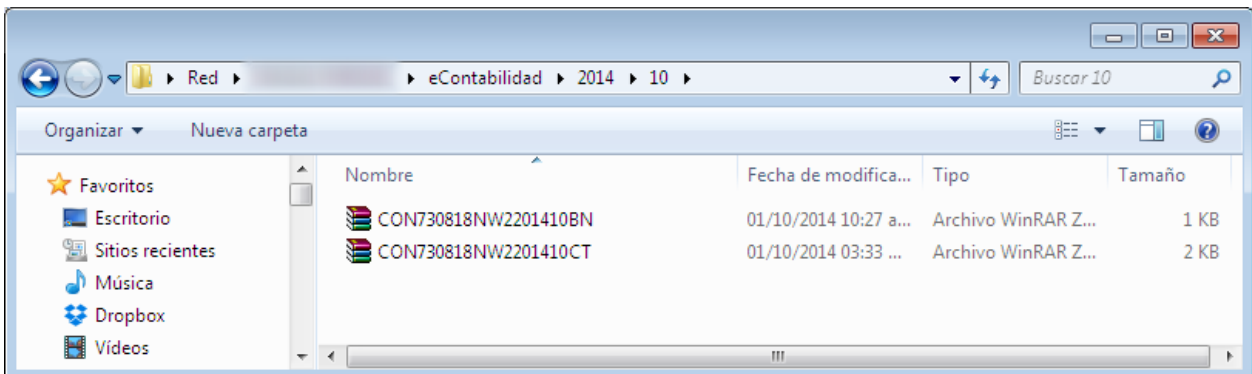 Red eContabilidad 2014 10 Buscar 10
Organizar Nueva carpeta
Favoritos
Escritorio
Sitios recientes
Música
Dropbox
Vídeos
Nombre Fecha de modifica... Tipo Tamaño
CON730818NW2201410BN 01/10/2014 10:27 a... Archivo WinRAR Z... 1 KB
CON730818NW2201410CT 01/10/2014 03:33 ... Archivo WinRAR Z... 2 KB